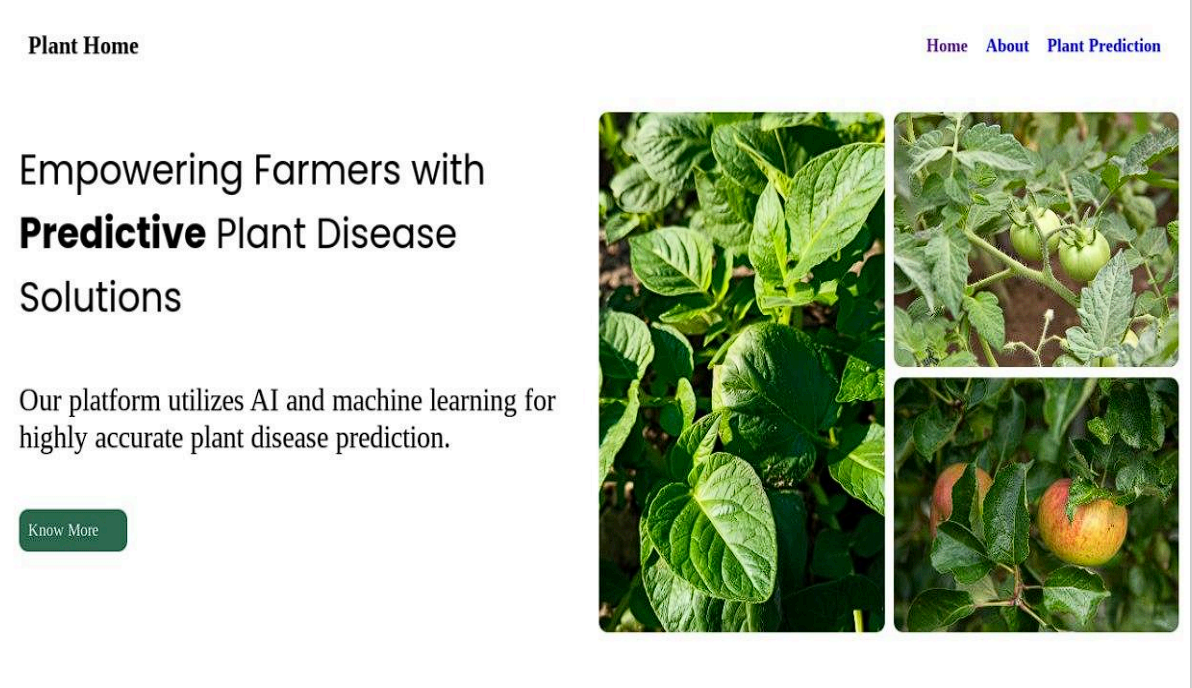 Plant Home
Home About Plant Prediction
Empowering Farmers with
Predictive Plant Disease
Solutions
Our platform utilizes AI and machine learning for
highly accurate plant disease prediction.
Know More